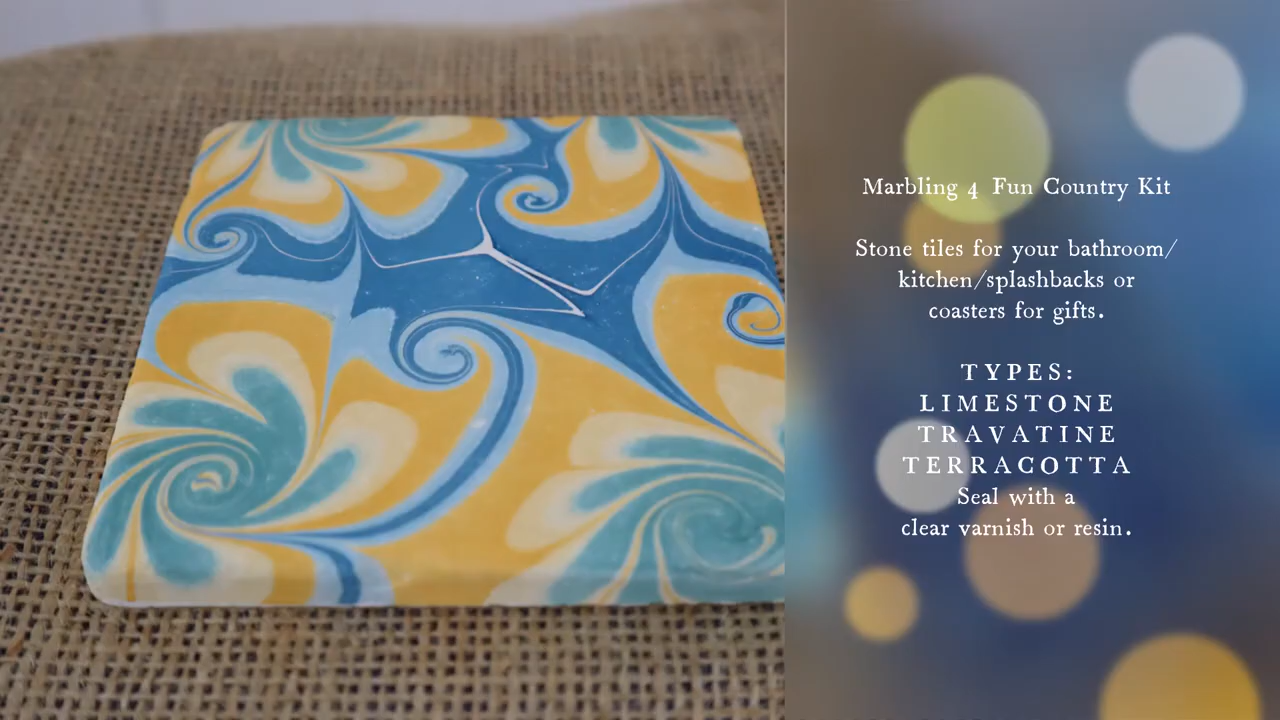 Marbling 4 Fun Country Kit
Stone tiles for your bathroom/
kitchen/splashbacks or
coasters for gifts.
TYPES:
LIMESTONE
TRAVATINE
TERRACOTTA
Seal with a
clear varnish or resin.